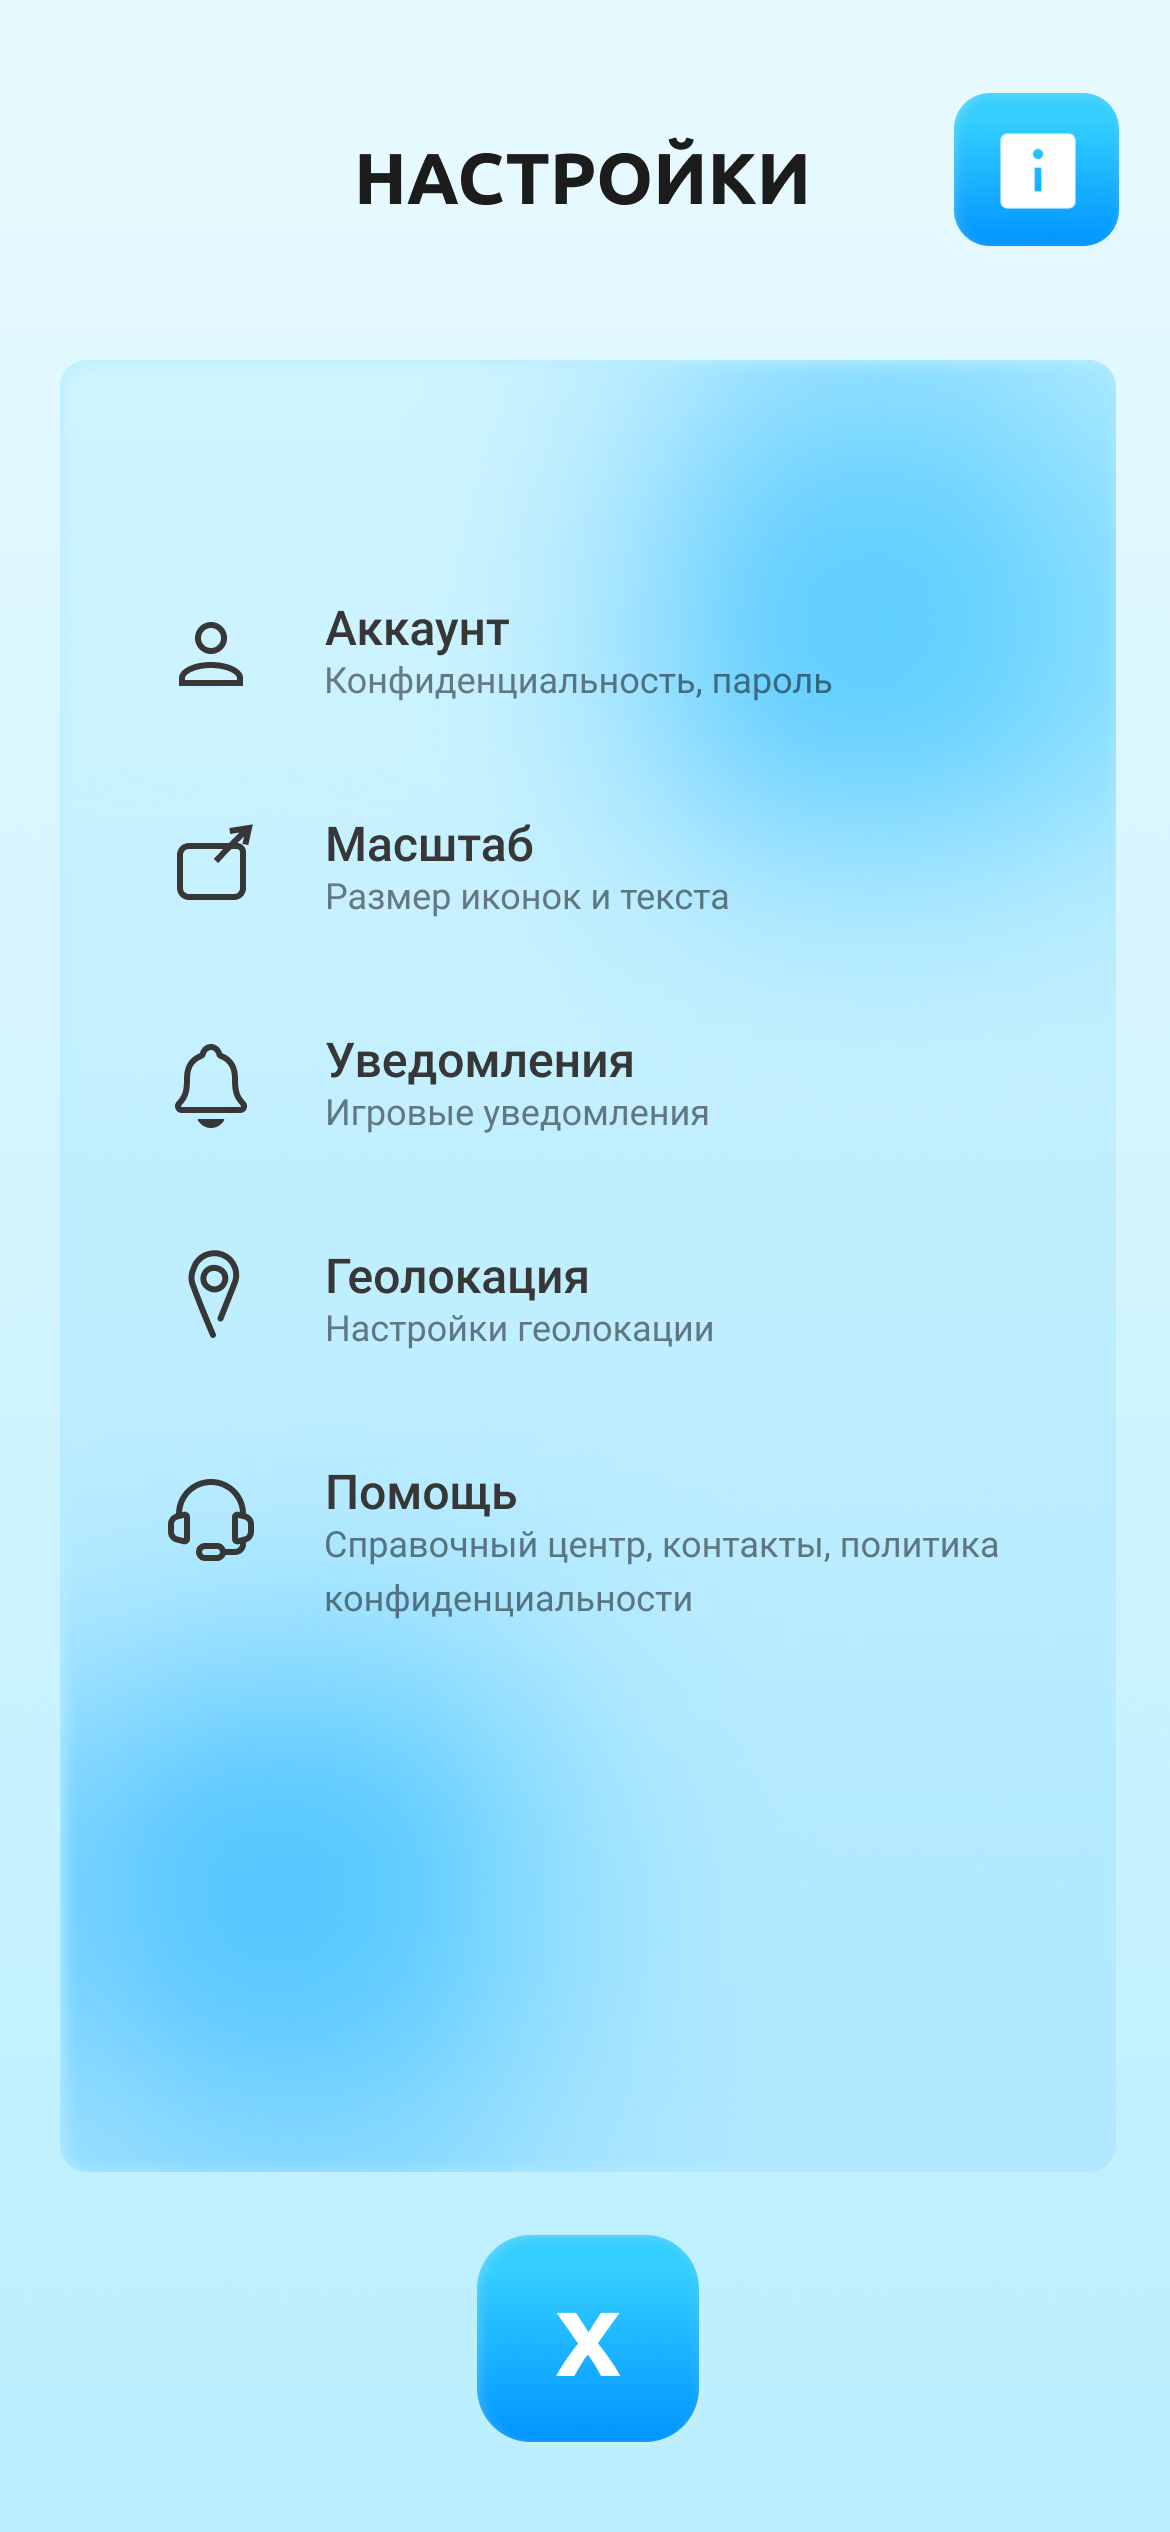 НАСТРОЙКИ
i
Аккаунт
Конфиденциальность, пароль
Масштаб
Размер иконок и текста
Уведомления
Игровые уведомления
Геолокация
Настройки геолокации
Помощь
Справочный центр, контакты, политика
конфиденциальности
x